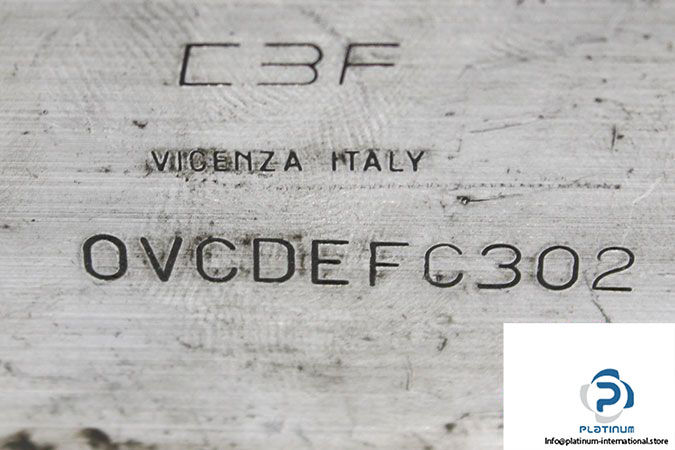 C3F
VICENZA ITALY
OVCDEFC302
PLATINUM
Info@platinum-international.store